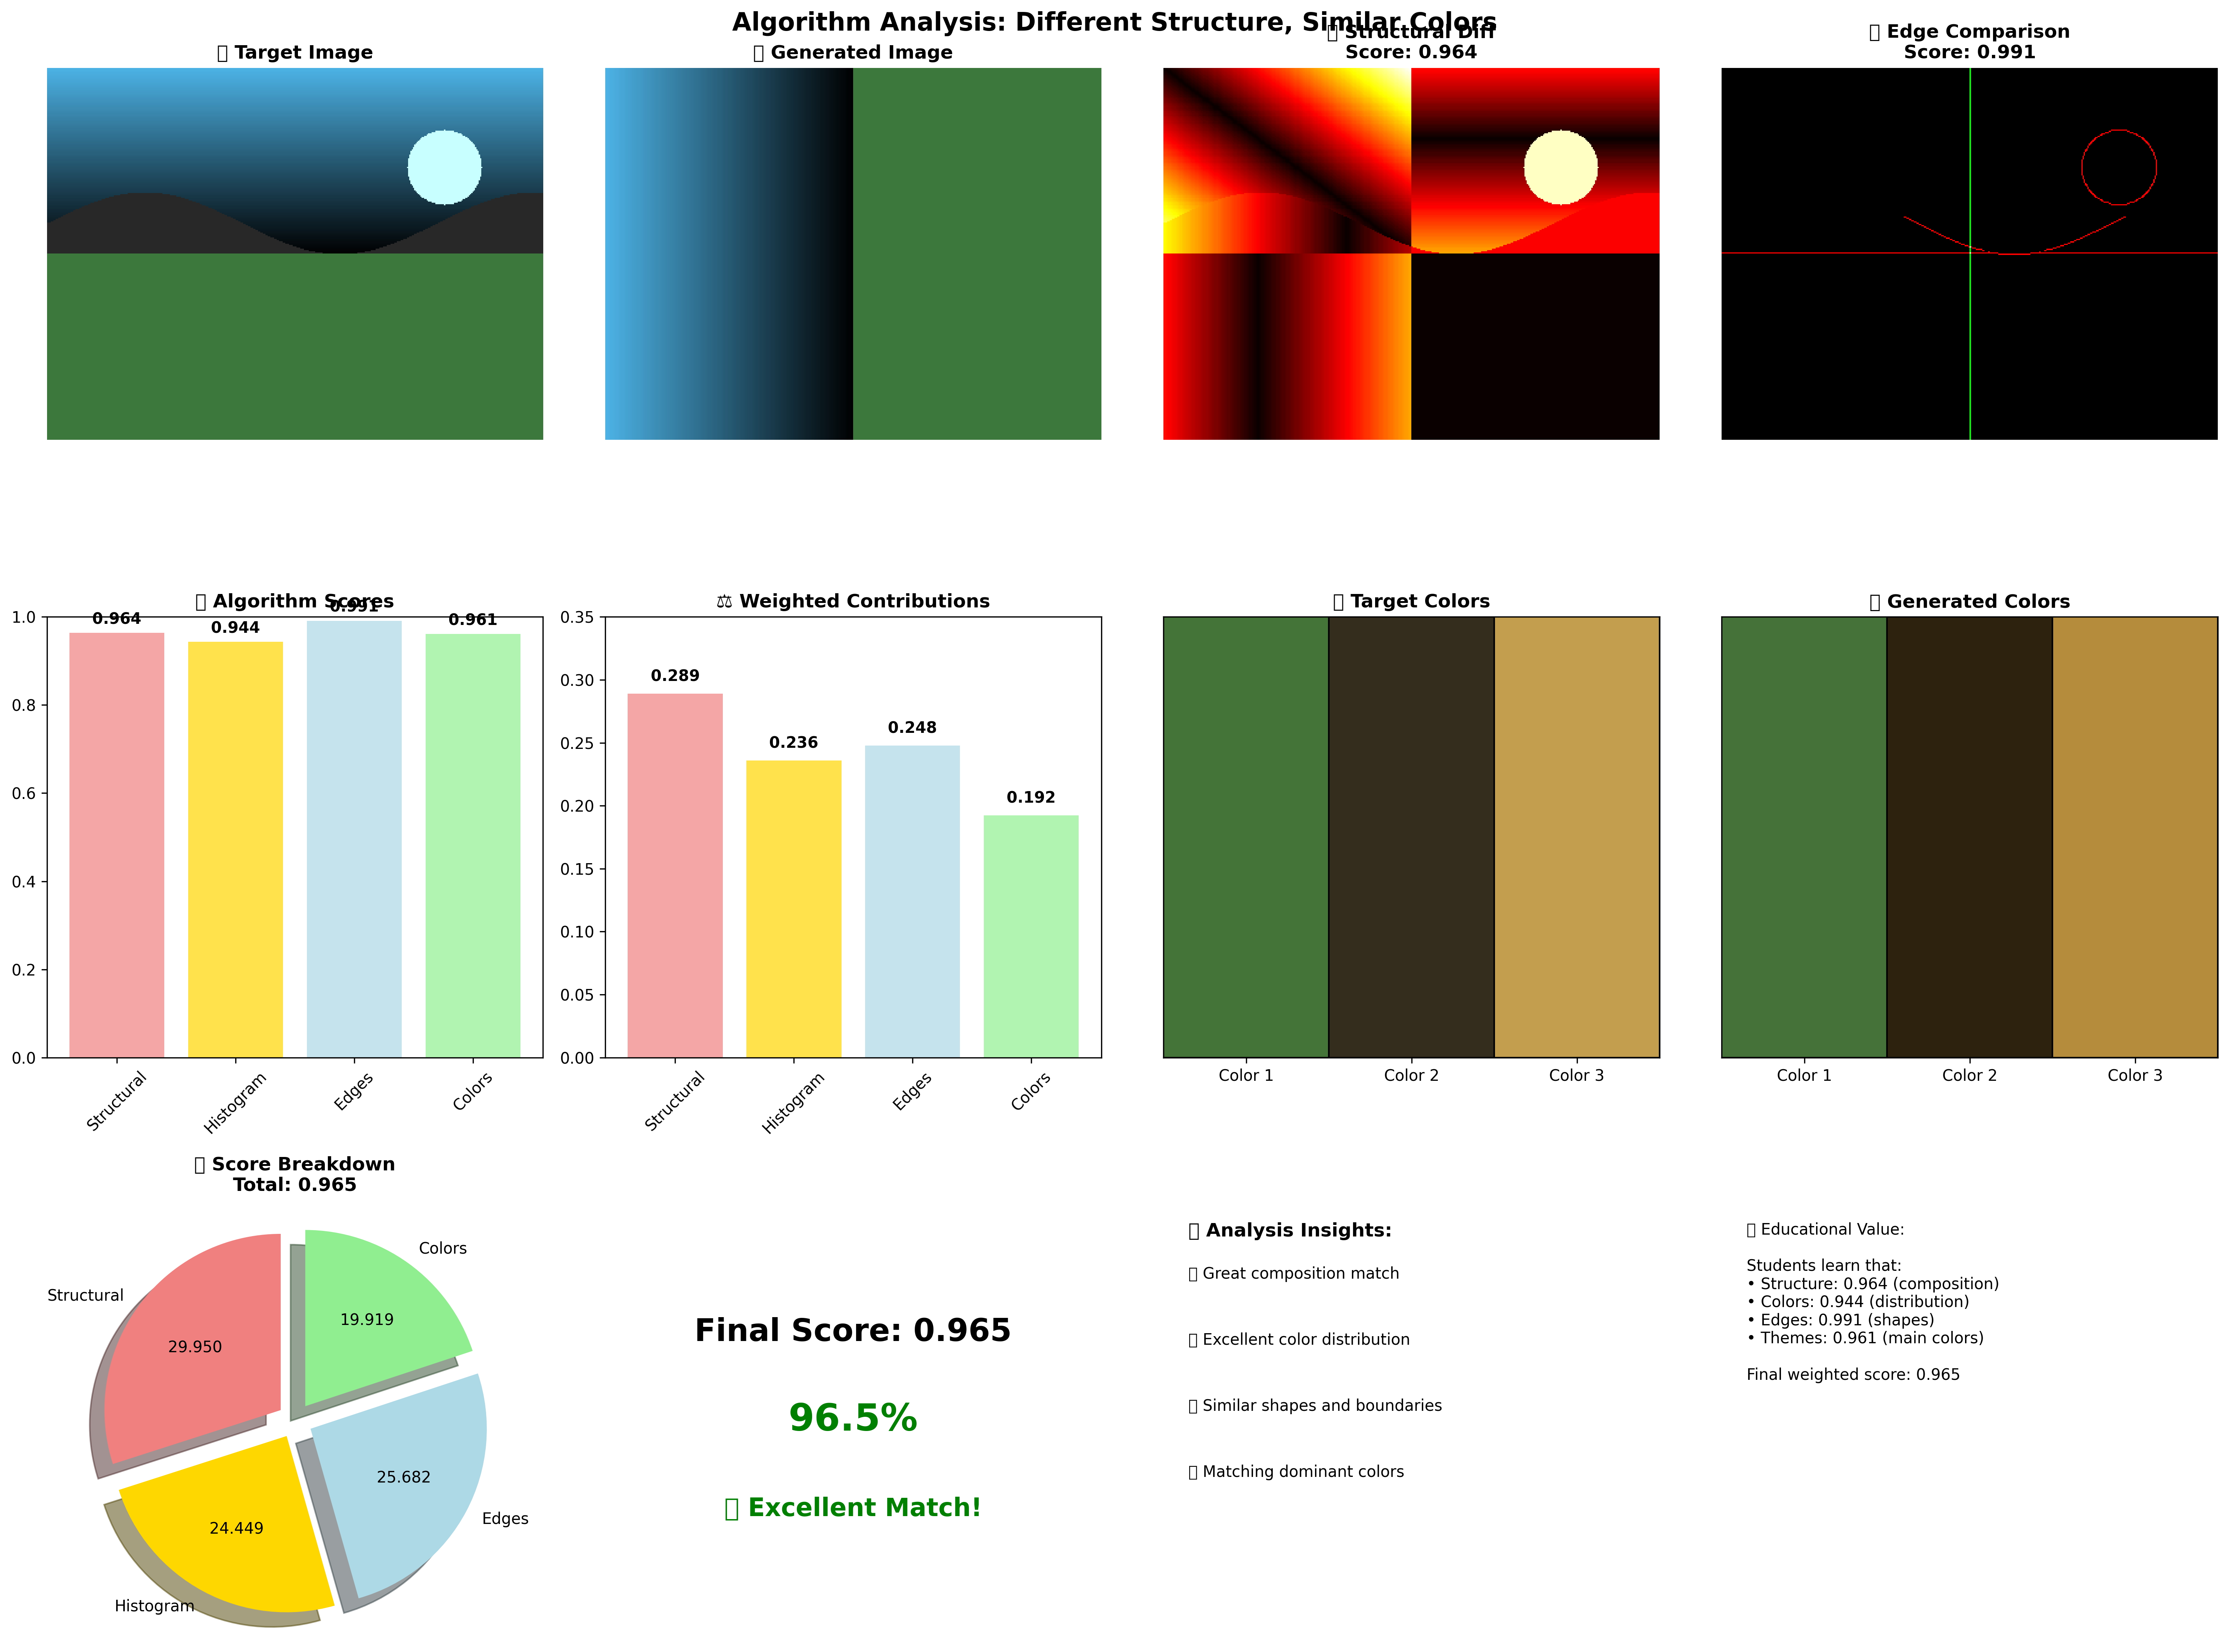 Algorithm Analysis: Different Structure, Similar Colors
▯ Target Image
▯ Generated Image
▯ Structural Diff
Score: 0.964
▯ Edge Comparison
Score: 0.991
▯ Algorithm Scores
0.964
0.944
0.991
0.961
1.0
0.8
0.6
0.4
0.2
0.0
Structural
Histogram
Edges
Colors
⚖ Weighted Contributions
0.35
0.30
0.25
0.20
0.15
0.10
0.05
0.00
0.289
0.236
0.248
0.192
Structural
Histogram
Edges
Colors
▯ Target Colors
Color 1
Color 2
Color 3
▯ Generated Colors
Color 1
Color 2
Color 3
▯ Score Breakdown
Total: 0.965
Structural
29.950
Colors
19.919
25.682
Edges
24.449
Histogram
Final Score: 0.965
96.5%
▯ Excellent Match!
▯ Analysis Insights:
▯ Great composition match
▯ Excellent color distribution
▯ Similar shapes and boundaries
▯ Matching dominant colors
▯ Educational Value:
Students learn that:
• Structure: 0.964 (composition)
• Colors: 0.944 (distribution)
• Edges: 0.991 (shapes)
• Themes: 0.961 (main colors)
Final weighted score: 0.965